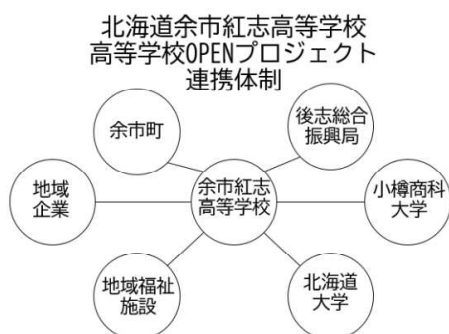 北海道余市紅志高等学校
高等学校OPENプロジェクト
連携体制
余市町
後志総合
振興局
地域
企業
余市紅志
高等学校
小樽商科
大学
地域福祉
施設
北海道
大学